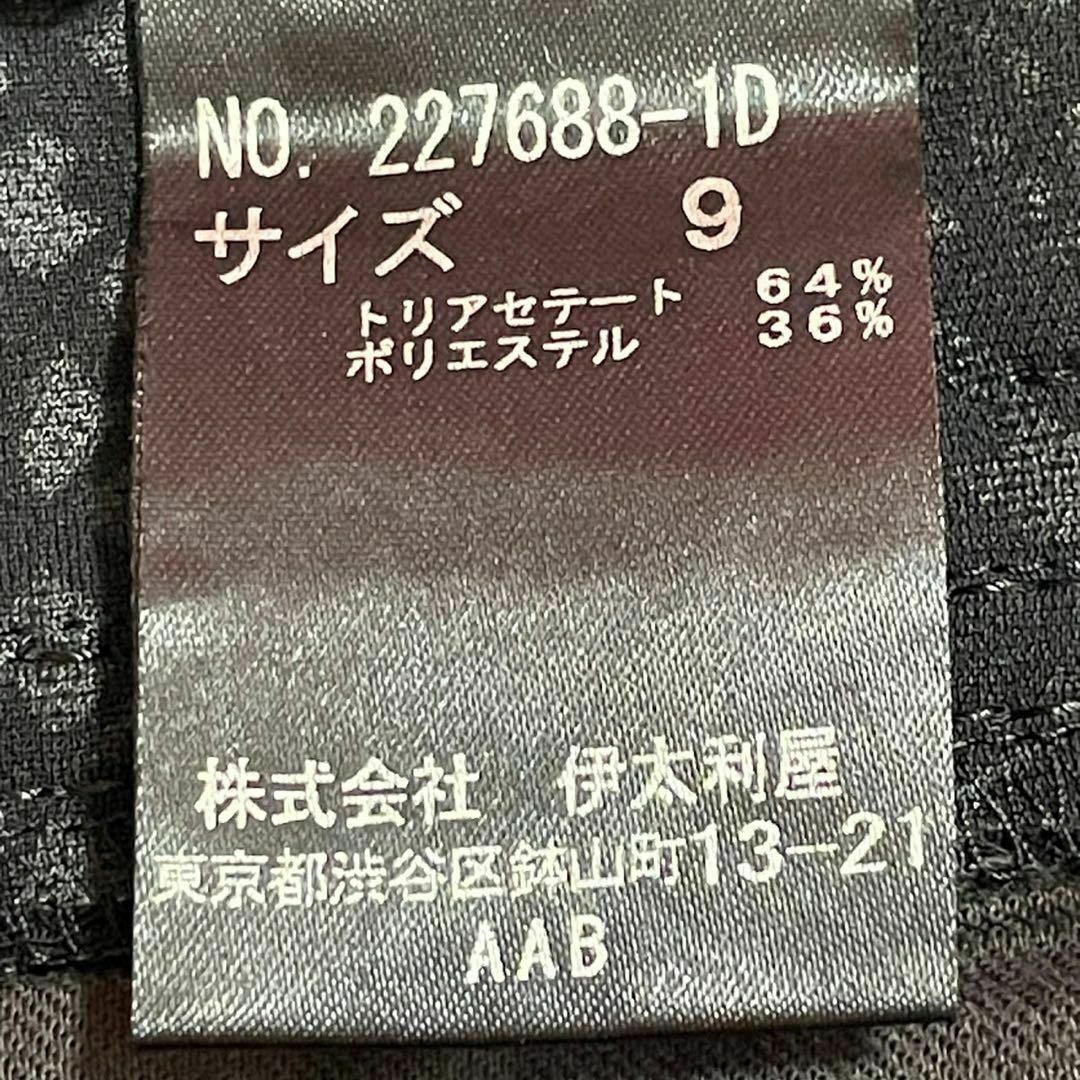 NO. 227688-1D
サイズ 9
トリアセテート 64%
ポリエステル 36%
株式会社 伊太利屋
東京都渋谷区鉢山町13-21
AAB